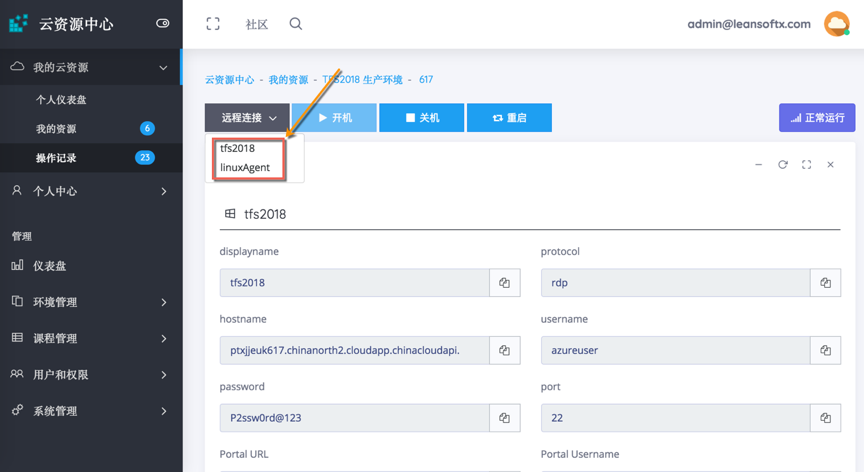 云资源中心
社区
admin@leansoftx.com
我的云资源
个人仪表盘
我的资源 6
操作记录 23
个人中心
管理
仪表盘
环境管理
课程管理
用户和权限
系统管理
云资源中心 - 我的资源 - TFS2018 生产环境 - 617
远程连接
开机
关机
重启
正常运行
tfs2018
linuxAgent
tfs2018
displayname
protocol
tfs2018
rdp
hostname
username
ptxjjeuk617.chinanorth2.cloudapp.chinacloudapi.
azureuser
password
port
P2ssw0rd@123
22
Portal URL
Portal Username